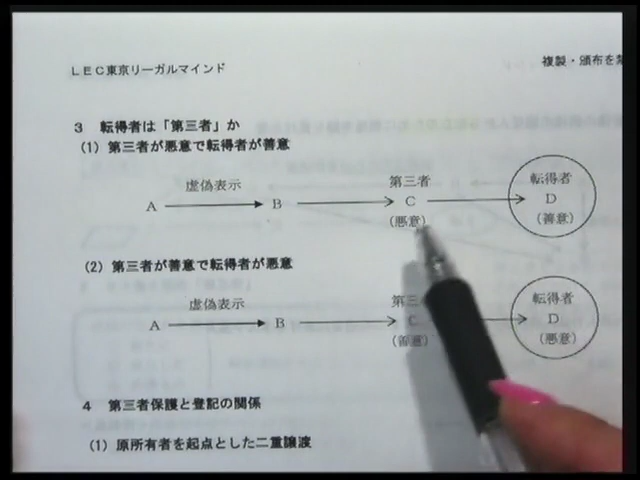 LEC東京リーガルマインド
複製・頒布を
3 転得者は「第三者」か
(1) 第三者が悪意で転得者が善意
虚偽表示 第三者 転得者
A B C D
(悪意) (善意)
(2) 第三者が善意で転得者が悪意
虚偽表示 第三 転得者
A B C D
(善意) (悪意)
4 第三者保護と登記の関係
(1) 原所有者を起点とした二重譲渡